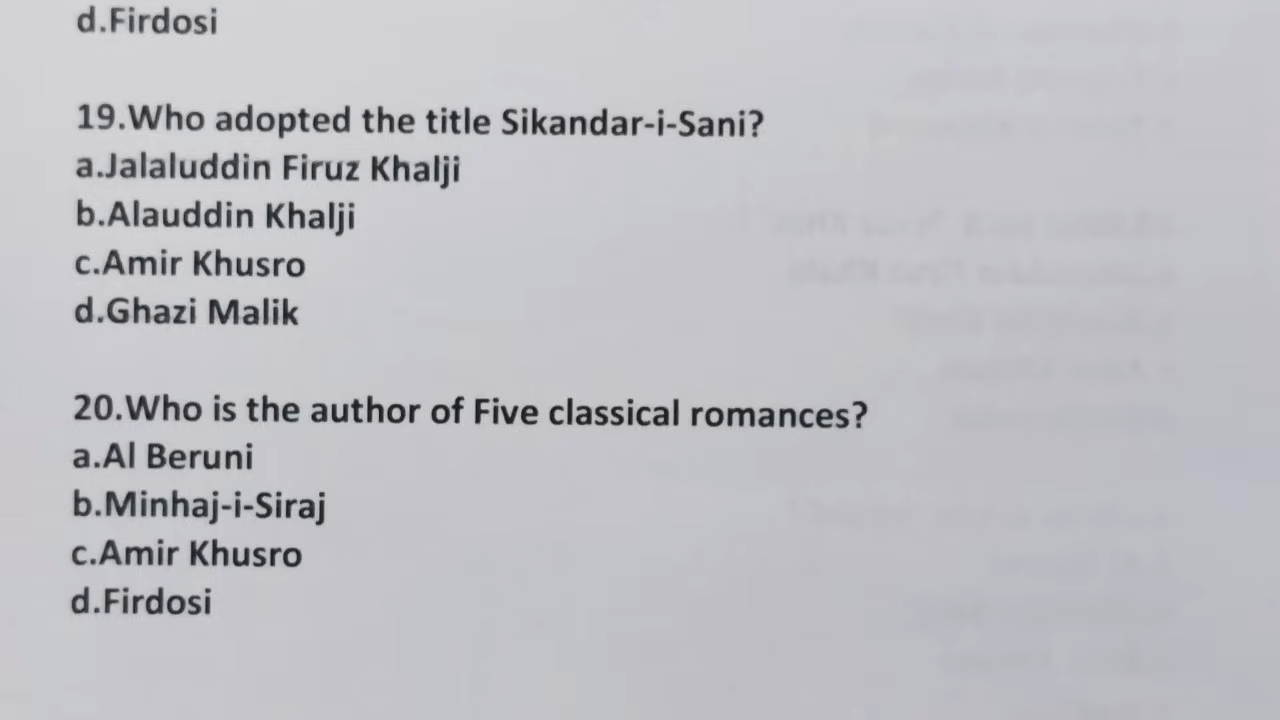 d.Firdosi
19.Who adopted the title Sikandar-i-Sani?
a.Jalaluddin Firuz Khalji
b.Alauddin Khalji
c.Amir Khusro
d.Ghazi Malik
20.Who is the author of Five classical romances?
a.Al Beruni
b.Minhaj-i-Siraj
c.Amir Khusro
d.Firdosi